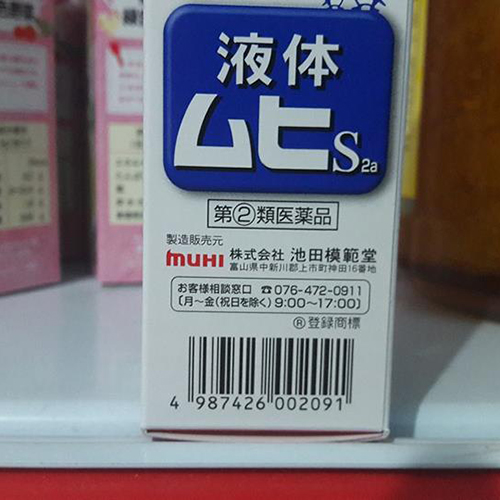 液体
ムヒS2a
指②類医薬品
製造販売元
muhi 株式会社 池田模範堂
富山県中新川郡上市町神田16番地
お客様相談窓口 ☎076-472-0911
〔月～金(祝日を除く) 9:00～17:00〕
®登録商標
4 987426 002091